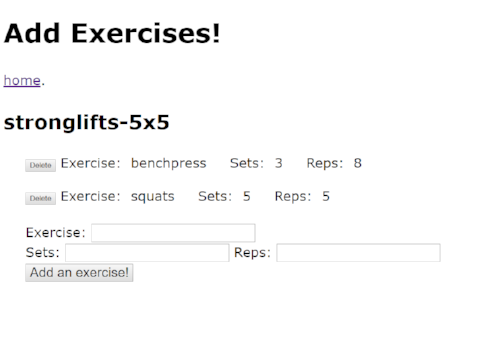 Add Exercises!
home.
stronglifts-5x5
Delete Exercise: benchpress Sets: 3 Reps: 8
Delete Exercise: squats Sets: 5 Reps: 5
Exercise:
Sets: Reps:
Add an exercise!